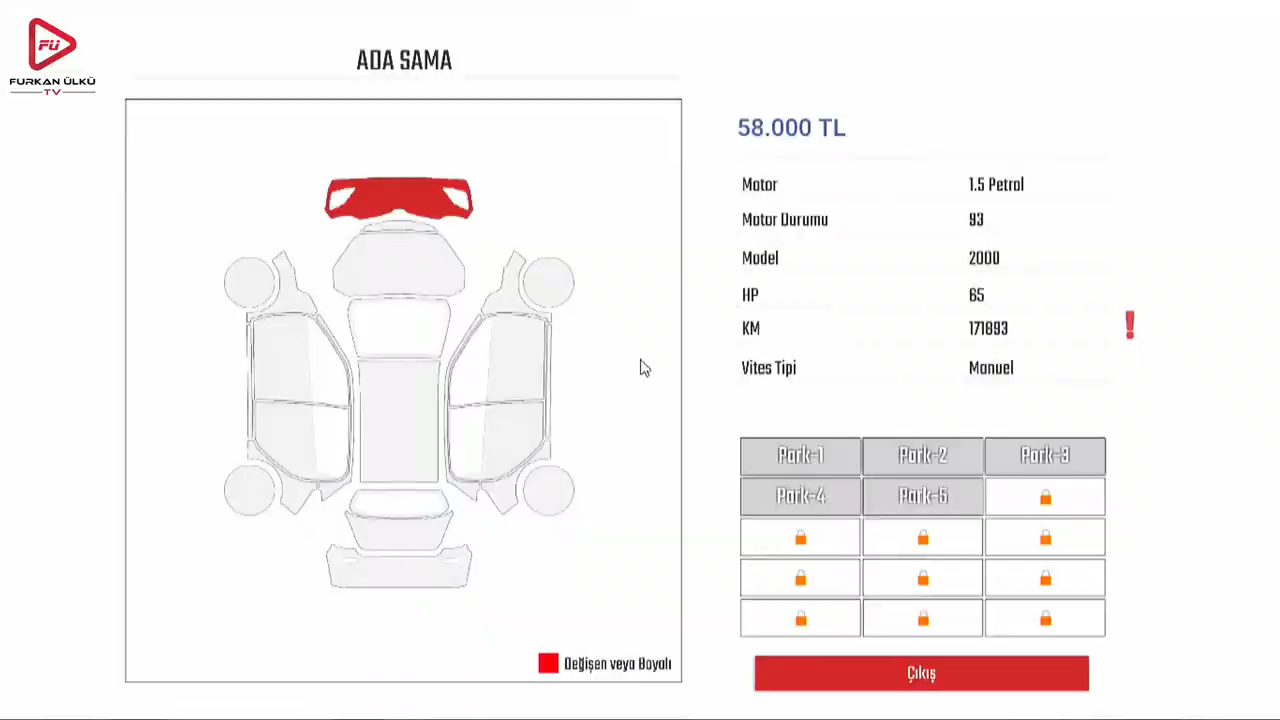 FU
FURKAN ÜLKÜ
TV
ADA SAMA
58.000 TL
Motor 1.5 Petrol
Motor Durumu 93
Model 2000
HP 65
KM 171893
Vites Tipi Manuel
Park-1 Park-2 Park-3
Park-4 Park-5
Değişen veya Boyalı
Çıkış